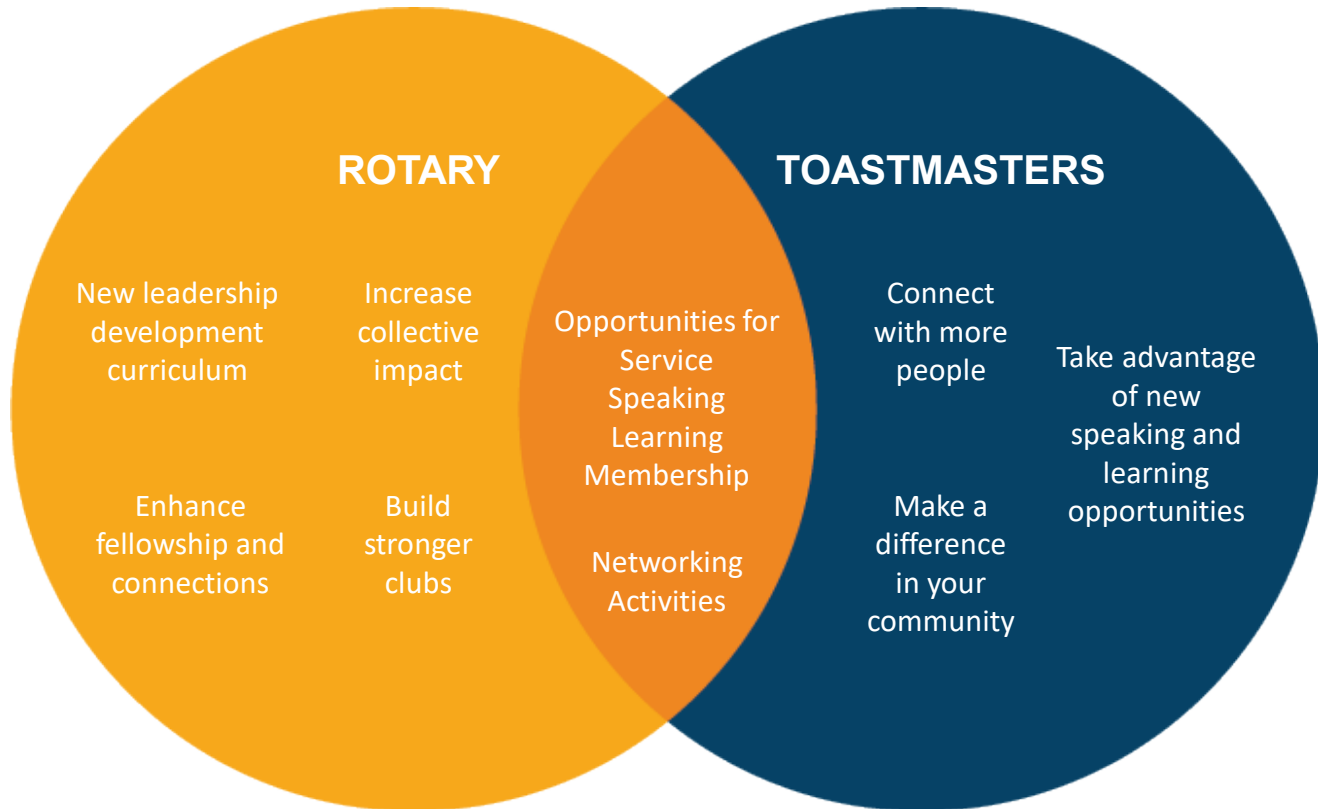 ROTARY
New leadership
development
curriculum
Increase
collective
impact
Enhance
fellowship and
connections
Build
stronger
clubs
Opportunities for
Service
Speaking
Learning
Membership
Networking
Activities
TOASTMASTERS
Connect
with more
people
Take advantage
of new
speaking and
learning
opportunities
Make a
difference
in your
community